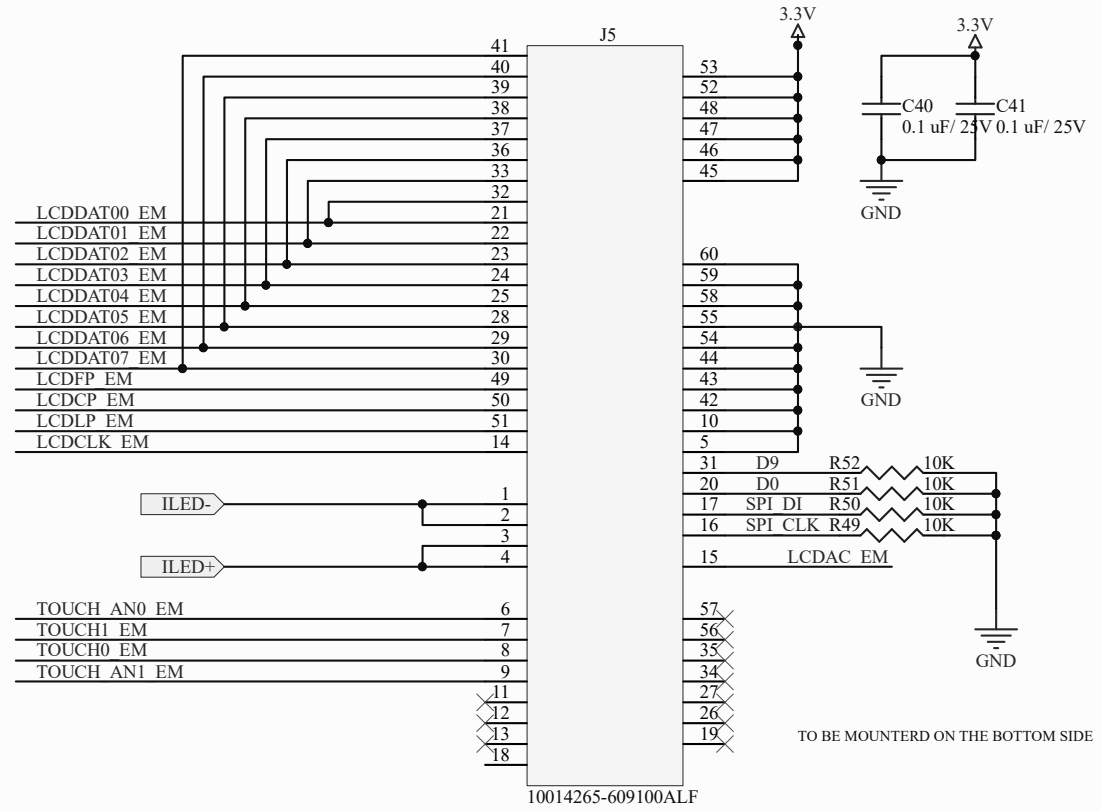 3.3V
J5
3.3V
41
40
53
39
52
38
48
C40
C41
37
47
0.1 uF/ 25V
0.1 uF/ 25V
36
46
33
45
32
GND
LCDDAT00_EM
21
LCDDAT01_EM
22
LCDDAT02_EM
23
60
LCDDAT03_EM
24
59
LCDDAT04_EM
25
58
LCDDAT05_EM
28
55
LCDDAT06_EM
29
54
LCDDAT07_EM
30
44
LCDFP_EM
49
43
GND
LCDCP_EM
50
42
LCDLP_EM
51
10
LCDCLK_EM
14
5
31
D9
R52
10K
20
D0
R51
10K
ILED-
1
17
SPI_DI
R50
10K
2
16
SPI_CLK
R49
10K
3
ILED+
4
15
LCDAC_EM
TOUCH_AN0_EM
6
57
TOUCH1_EM
7
56
TOUCH0_EM
8
35
GND
TOUCH_AN1_EM
9
34
11
27
12
26
13
19
TO BE MOUNTERD ON THE BOTTOM SIDE
18
10014265-609100ALF